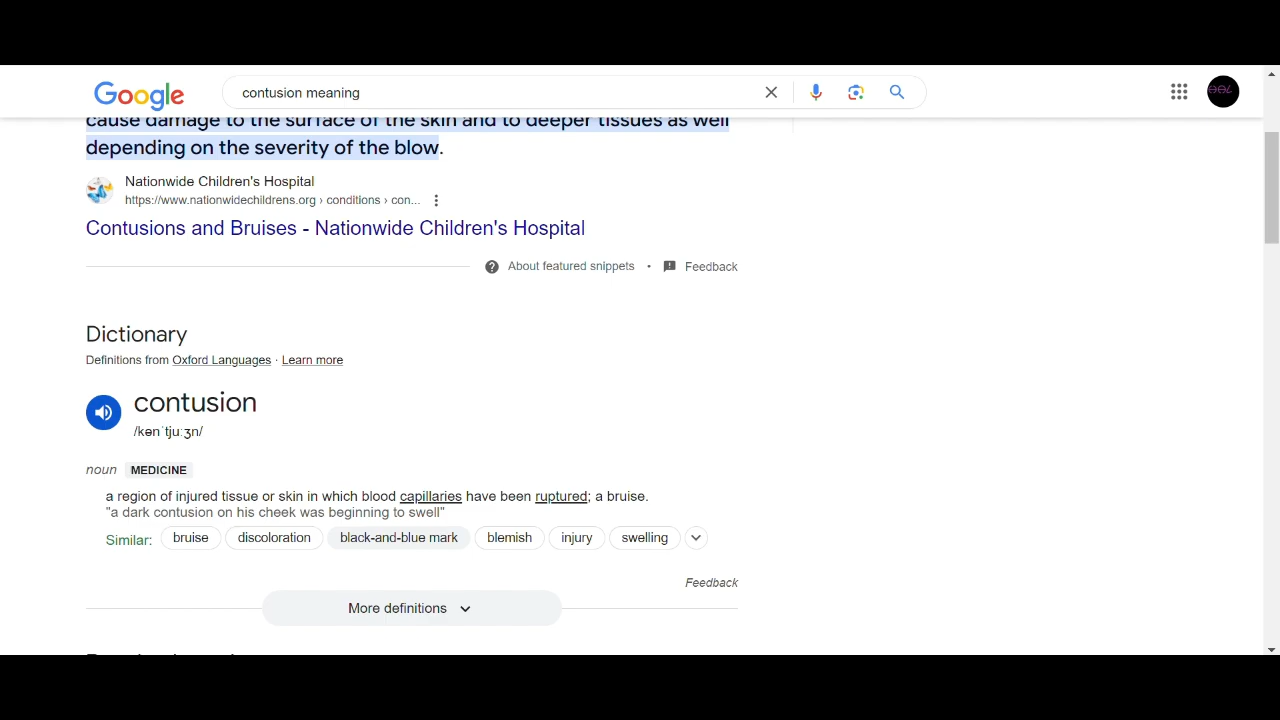 Google
contusion meaning
cause damage to the surface of the skin and to deeper tissues as well
depending on the severity of the blow.
Nationwide Children's Hospital
https://www.nationwidechildrens.org › conditions › con...
Contusions and Bruises - Nationwide Children's Hospital
About featured snippets • Feedback
Dictionary
Definitions from Oxford Languages · Learn more
contusion
/kənˈtjuːʒn/
noun MEDICINE
a region of injured tissue or skin in which blood capillaries have been ruptured; a bruise.
"a dark contusion on his cheek was beginning to swell"
Similar: bruise discoloration black-and-blue mark blemish injury swelling
Feedback
More definitions